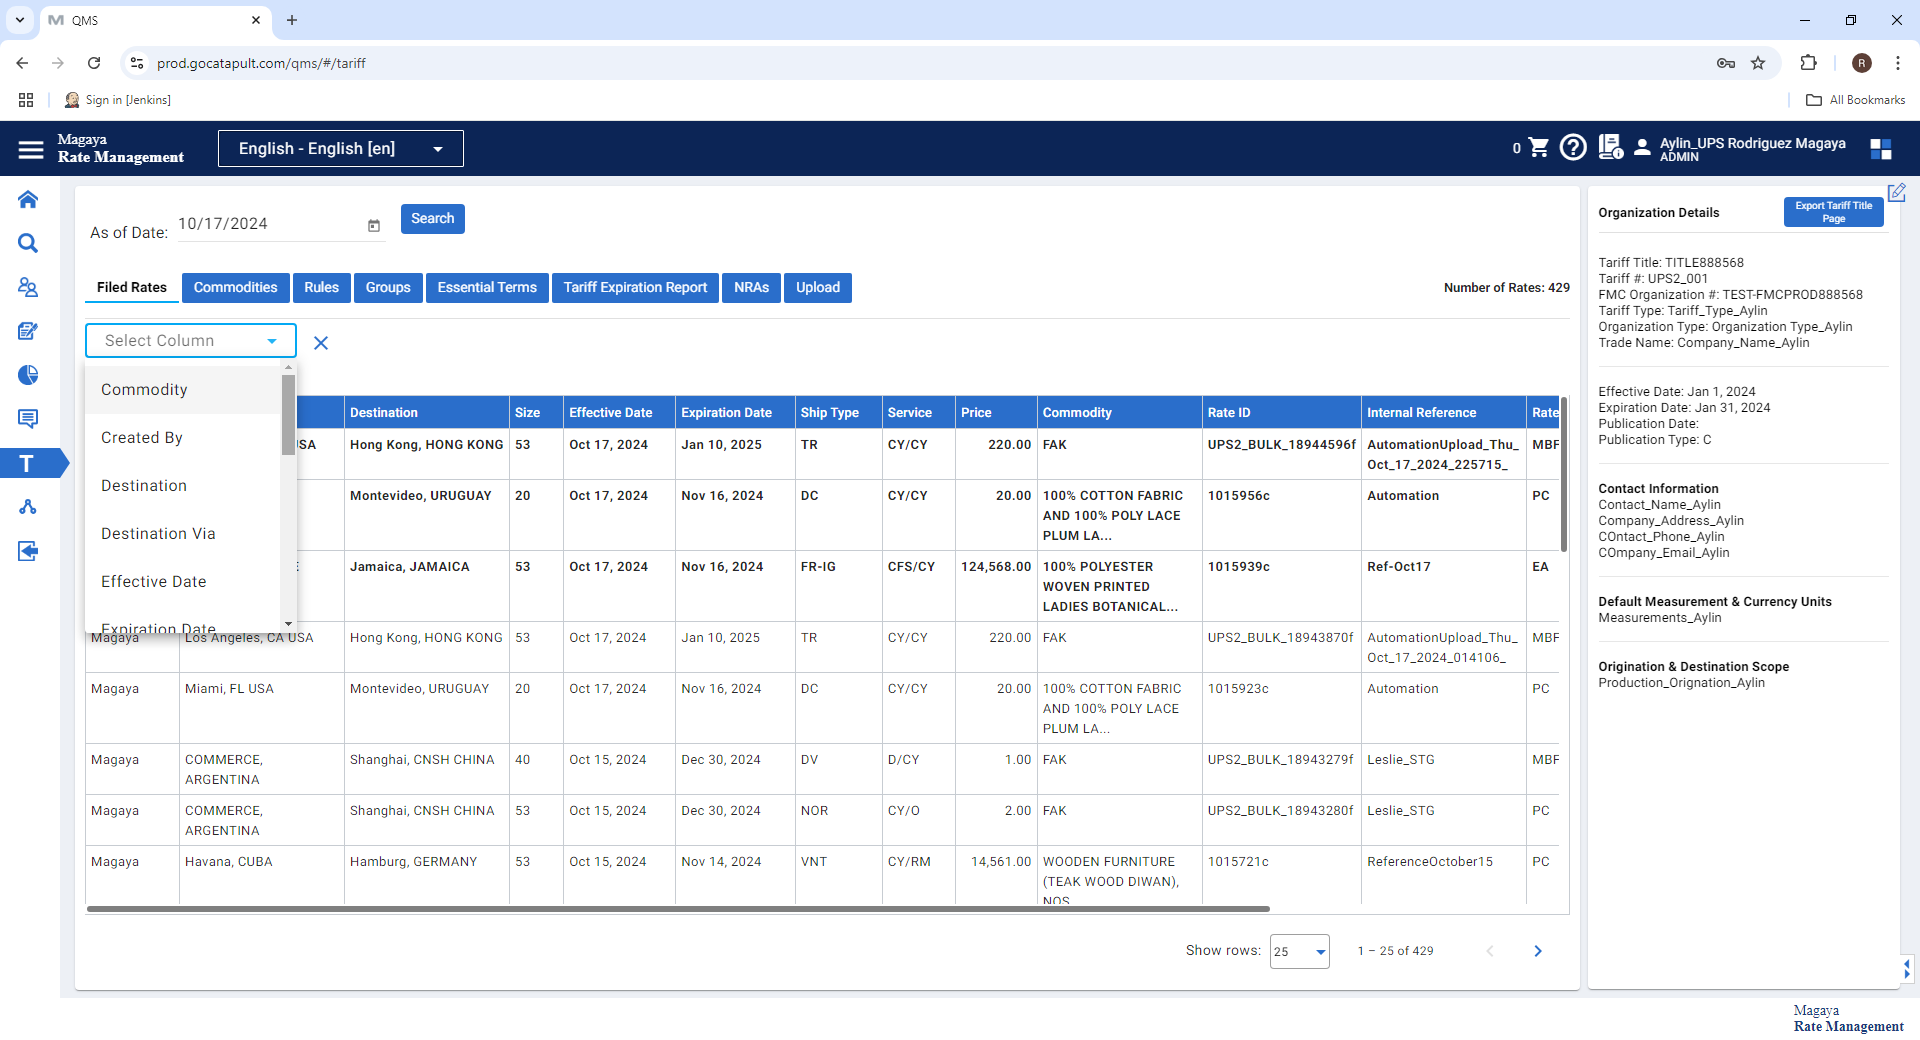 QMS
prod.gocatapult.com/qms/#/tariff
R
Sign in [Jenkins]
All Bookmarks
Magaya
Rate Management
English - English [en]
0
Aylin_UPS Rodriguez Magaya
ADMIN
As of Date:
10/17/2024
Search
Filed Rates
Commodities
Rules
Groups
Essential Terms
Tariff Expiration Report
NRAs
Upload
Number of Rates: 429
Select Column
Commodity
Created By
Destination
Destination Via
Effective Date
Expiration Date
T
Destination
Size
Effective Date
Expiration Date
Ship Type
Service
Price
Commodity
Rate ID
Internal Reference
Rate
USA
Hong Kong, HONG KONG
53
Oct 17, 2024
Jan 10, 2025
TR
CY/CY
220.00
FAK
UPS2_BULK_18944596f
AutomationUpload_Thu_
Oct_17_2024_225715_
MBF
Montevideo, URUGUAY
20
Oct 17, 2024
Nov 16, 2024
DC
CY/CY
20.00
100% COTTON FABRIC
AND 100% POLY LACE
PLUM LA...
1015956c
Automation
PC
E
Jamaica, JAMAICA
53
Oct 17, 2024
Nov 16, 2024
FR-IG
CFS/CY
124,568.00
100% POLYESTER
WOVEN PRINTED
LADIES BOTANICAL...
1015939c
Ref-Oct17
EA
Magaya
Los Angeles, CA USA
Hong Kong, HONG KONG
53
Oct 17, 2024
Jan 10, 2025
TR
CY/CY
220.00
FAK
UPS2_BULK_18943870f
AutomationUpload_Thu_
Oct_17_2024_014106_
MBF
Magaya
Miami, FL USA
Montevideo, URUGUAY
20
Oct 17, 2024
Nov 16, 2024
DC
CY/CY
20.00
100% COTTON FABRIC
AND 100% POLY LACE
PLUM LA...
1015923c
Automation
PC
Magaya
COMMERCE,
ARGENTINA
Shanghai, CNSH CHINA
40
Oct 15, 2024
Dec 30, 2024
DV
D/CY
1.00
FAK
UPS2_BULK_18943279f
Leslie_STG
MBF
Magaya
COMMERCE,
ARGENTINA
Shanghai, CNSH CHINA
53
Oct 15, 2024
Dec 30, 2024
NOR
CY/O
2.00
FAK
UPS2_BULK_18943280f
Leslie_STG
PC
Magaya
Havana, CUBA
Hamburg, GERMANY
53
Oct 15, 2024
Nov 14, 2024
VNT
CY/RM
14,561.00
WOODEN FURNITURE
(TEAK WOOD DIWAN),
NOS
1015721c
ReferenceOctober15
PC
Show rows:
25
1 – 25 of 429
Organization Details
Export Tariff Title
Page
Tariff Title: TITLE888568
Tariff #: UPS2_001
FMC Organization #: TEST-FMCPROD888568
Tariff Type: Tariff_Type_Aylin
Organization Type: Organization Type_Aylin
Trade Name: Company_Name_Aylin
Effective Date: Jan 1, 2024
Expiration Date: Jan 31, 2024
Publication Date:
Publication Type: C
Contact Information
Contact_Name_Aylin
Company_Address_Aylin
COntact_Phone_Aylin
COmpany_Email_Aylin
Default Measurement & Currency Units
Measurements_Aylin
Origination & Destination Scope
Production_Orignation_Aylin
Magaya
Rate Management